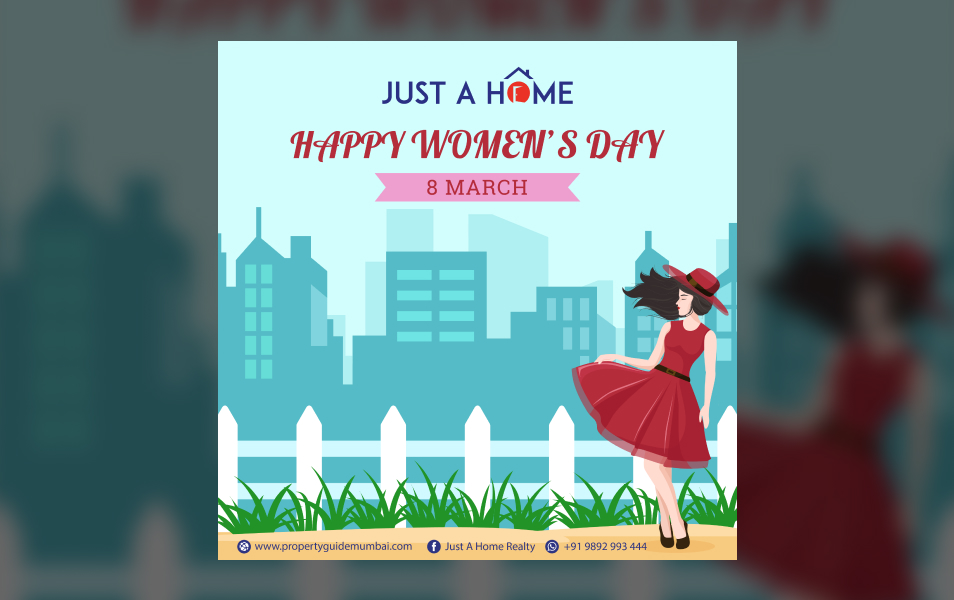 JUST A HOME
HAPPY WOMEN'S DAY
8 MARCH
www.propertyguidemumbai.com Just A Home Realty +91 9892 993 444